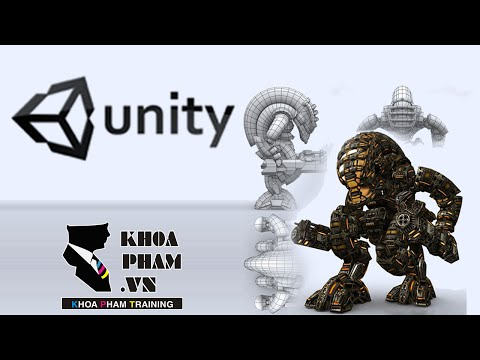 unity
KHOA
PHAM
.VN
KHOA PHAM TRAINING